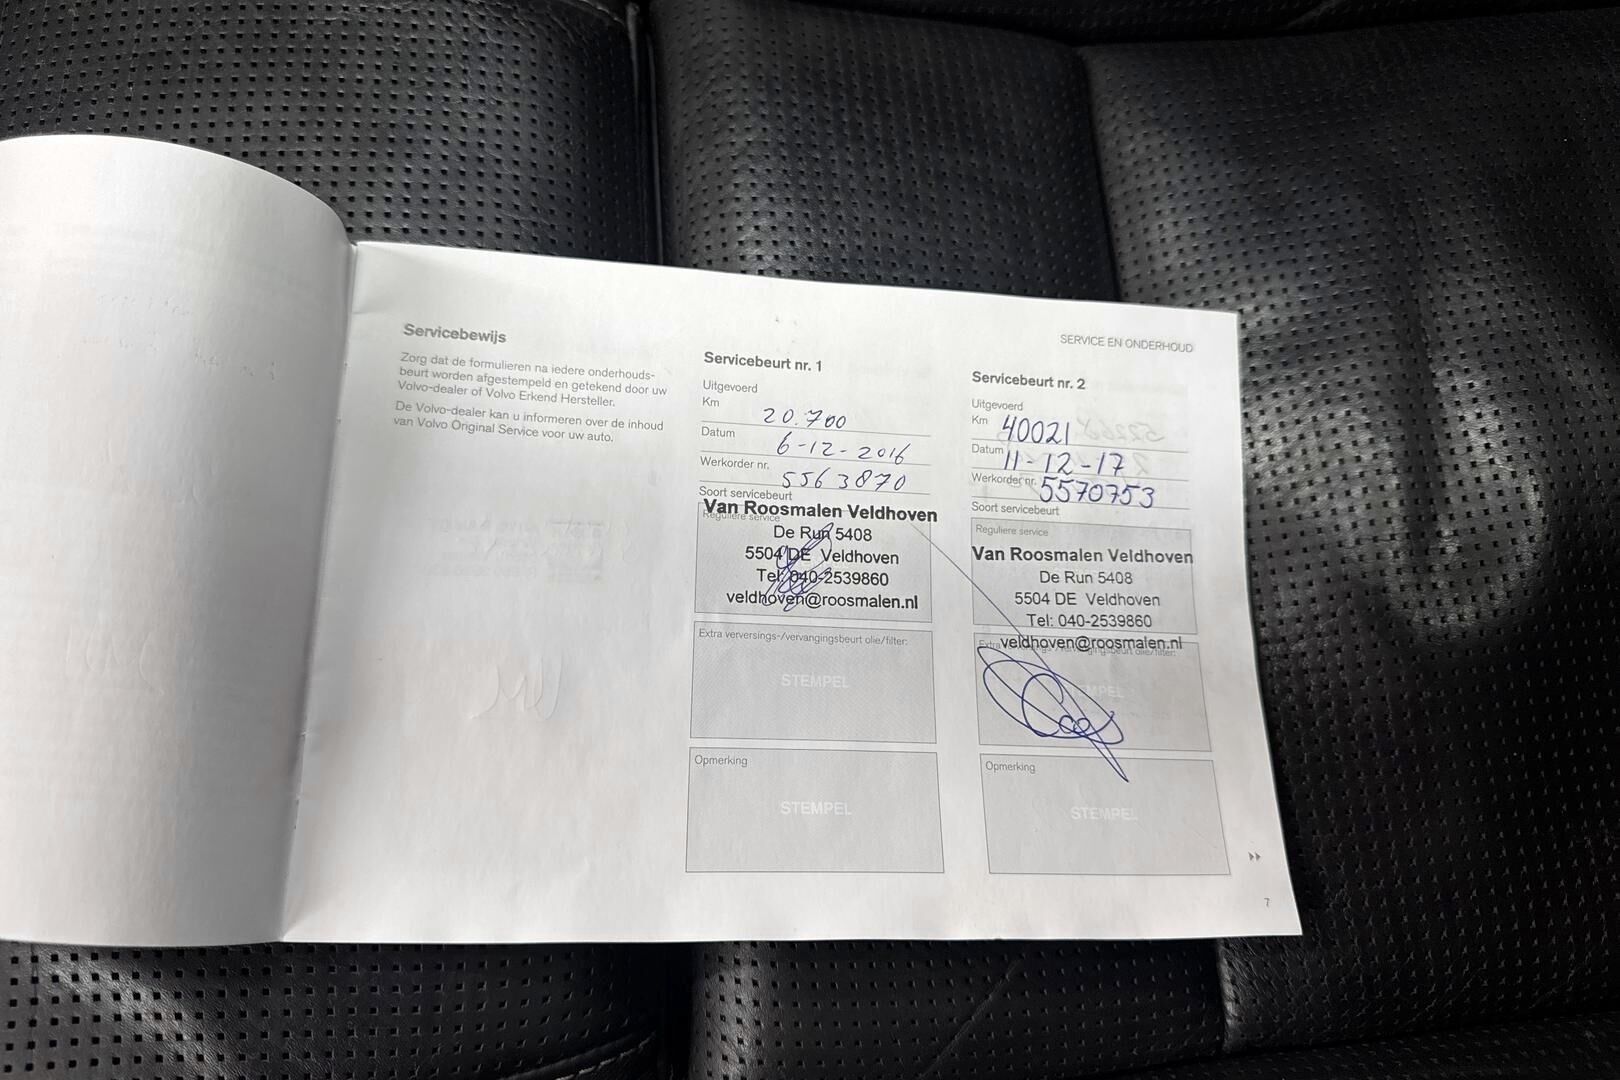 SERVICE EN ONDERHOUD
Servicebewijs
Zorg dat de formulieren na iedere onderhouds-
beurt worden afgestempeld en getekend door uw
Volvo-dealer of Volvo Erkend Hersteller.
De Volvo-dealer kan u informeren over de inhoud
van Volvo Original Service voor uw auto.
Servicebeurt nr. 1
Uitgevoerd
Km 20.700
Datum 6-12-2016
Werkorder nr. 5563870
Soort servicebeurt
Reguliere service
Van Roosmalen Veldhoven
De Run 5408
5504 DE Veldhoven
Tel: 040-2539860
veldhoven@roosmalen.nl
Extra verversings-/vervangingsbeurt olie/filter:
STEMPEL
Opmerking
STEMPEL
Servicebeurt nr. 2
Uitgevoerd
Km 40021
Datum 11-12-17
Werkorder nr. 5570753
Soort servicebeurt
Reguliere service
Van Roosmalen Veldhoven
De Run 5408
5504 DE Veldhoven
Tel: 040-2539860
veldhoven@roosmalen.nl
Extra olie/filter:
STEMPEL
Opmerking
STEMPEL
7